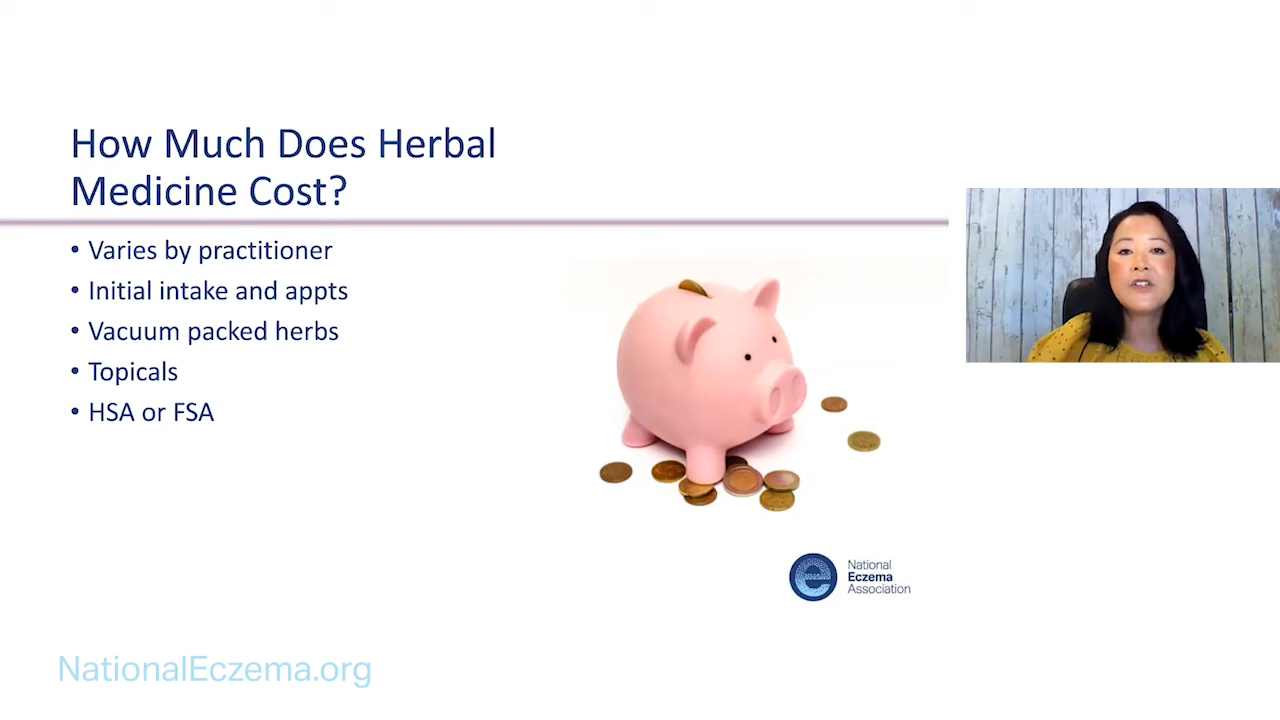 How Much Does Herbal
Medicine Cost?
• Varies by practitioner
• Initial intake and appts
• Vacuum packed herbs
• Topicals
• HSA or FSA
National
Eczema
Association
NationalEczema.org